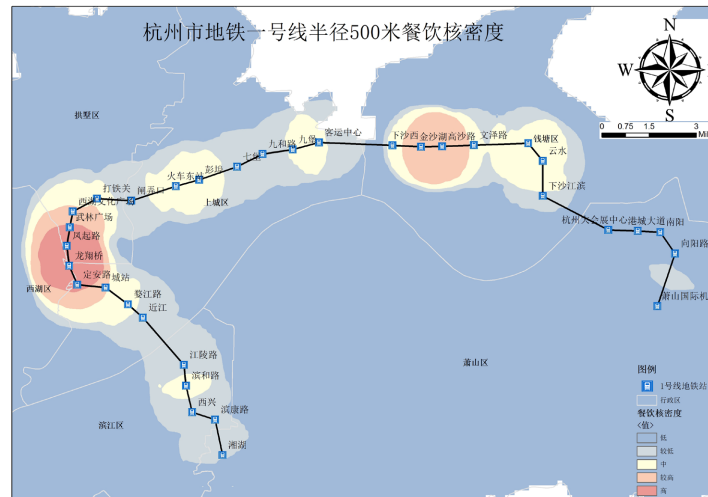 杭州市地铁一号线半径500米餐饮核密度
N
W
E
S
0 0.75 1.5 3
Mi
拱墅区
客运中心
九堡
九和路
七堡
彭埠
火车东站
闸弄口
打铁关
西湖文化广场
武林广场
凤起路
龙翔桥
定安路
城站
婺江路
近江
江陵路
滨和路
西兴
滨康路
湘湖
上城区
西湖区
滨江区
萧山区
下沙西
金沙湖
高沙路
文泽路
钱塘区
云水
下沙江滨
杭州大会展中心
港城大道
南阳
向阳路
萧山国际机
图例
1号线地铁站
行政区
餐饮核密度
<值>
低
较低
中
较高
高